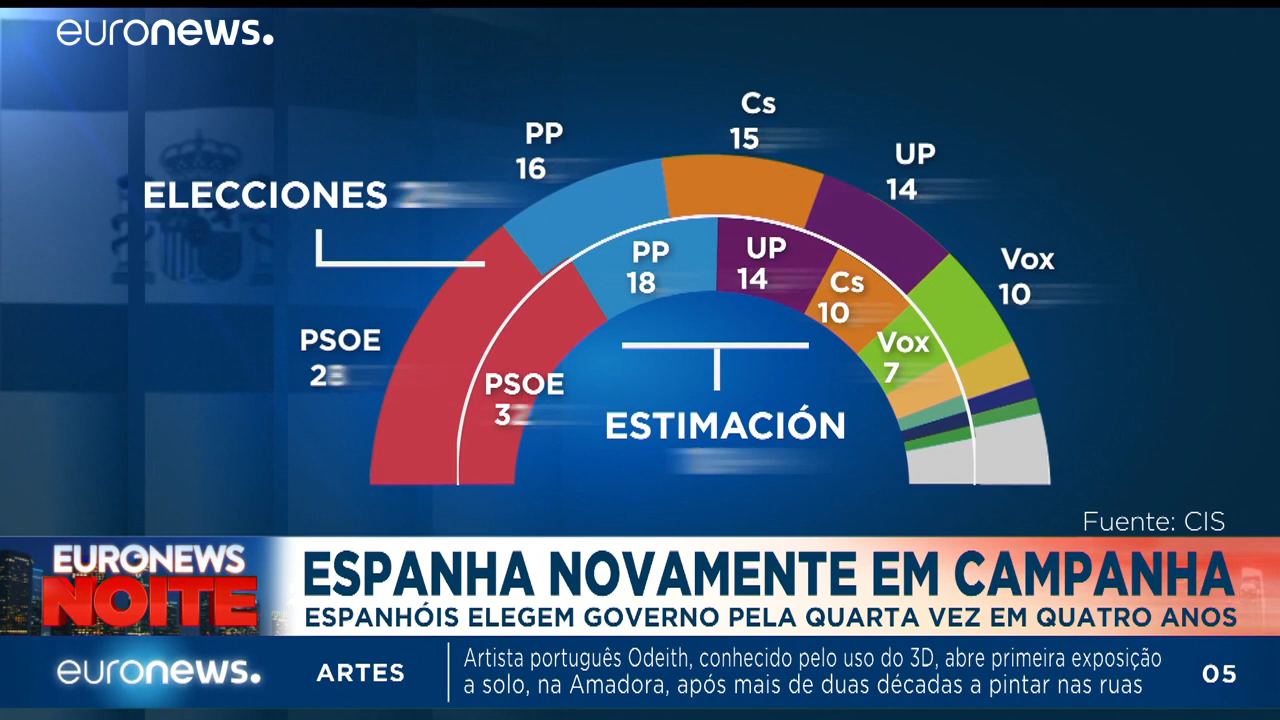 euronews.
Cs
15
PP
16
UP
14
ELECCIONES
Vox
10
PP
18
UP
14
Cs
10
Vox
7
PSOE
PSOE
ESTIMACIÓN
Fuente: CIS
EURONEWS
NOITE
ESPANHA NOVAMENTE EM CAMPANHA
ESPANHÓIS ELEGEM GOVERNO PELA QUARTA VEZ EM QUATRO ANOS
euronews.
ARTES
Artista português Odeith, conhecido pelo uso do 3D, abre primeira exposição
a solo, na Amadora, após mais de duas décadas a pintar nas ruas
05